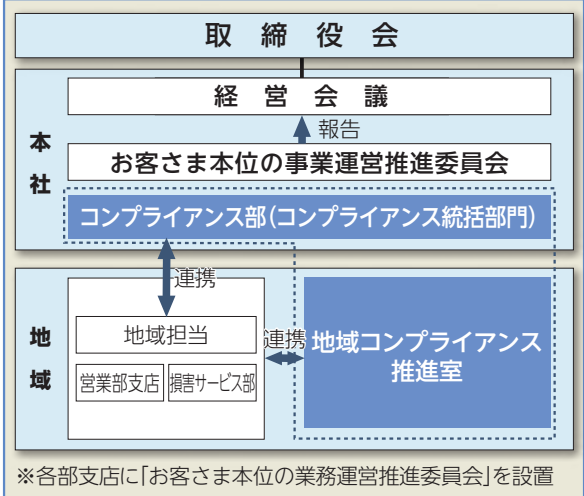 取締役会
本社
経営会議
報告
お客さま本位の事業運営推進委員会
コンプライアンス部(コンプライアンス統括部門)
連携
地域
地域担当
営業部支店
損害サービス部
連携
地域コンプライアンス
推進室
※各部支店に「お客さま本位の業務運営推進委員会」を設置